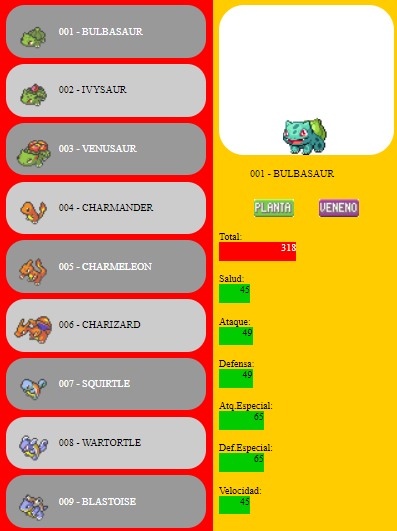 001 - BULBASAUR
002 - IVYSAUR
003 - VENUSAUR
004 - CHARMANDER
005 - CHARMELEON
006 - CHARIZARD
007 - SQUIRTLE
008 - WARTORTLE
009 - BLASTOISE
001 - BULBASAUR
PLANTA VENENO
Total:
318
Salud:
45
Ataque:
49
Defensa:
49
Atq.Especial:
65
Def.Especial:
65
Velocidad:
45